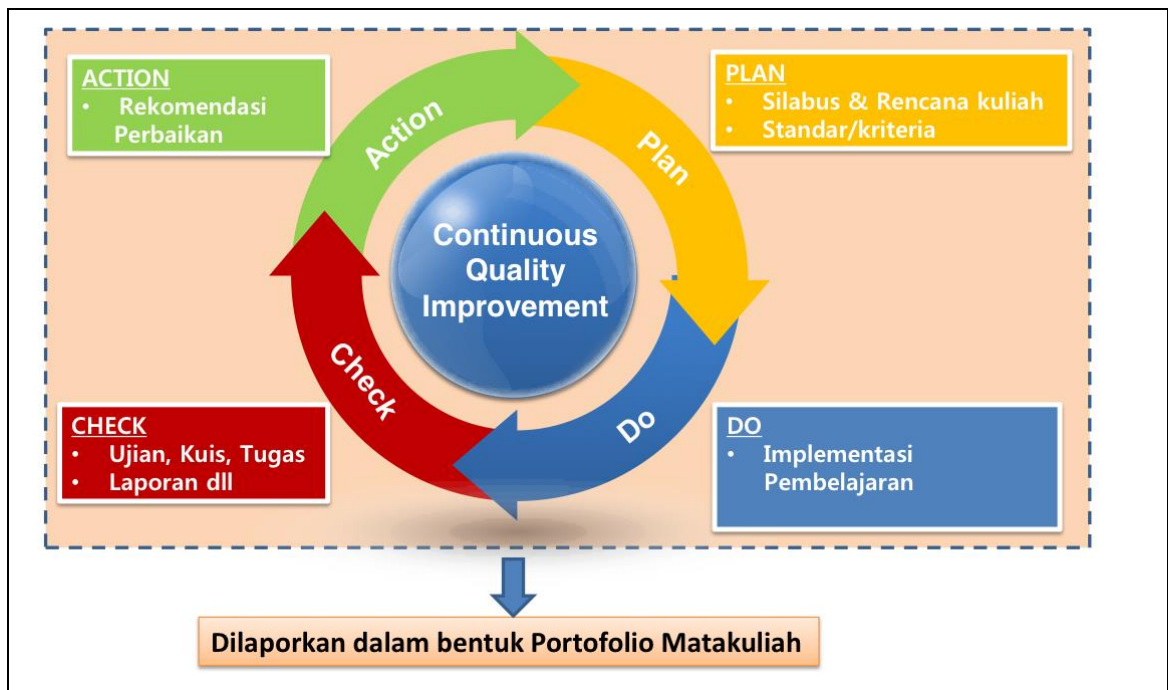 ACTION
• Rekomendasi
Perbaikan
PLAN
• Silabus & Rencana kuliah
• Standar/kriteria
Action
Plan
Continuous
Quality
Improvement
Check
Do
CHECK
• Ujian, Kuis, Tugas
• Laporan dll
DO
• Implementasi
Pembelajaran
Dilaporkan dalam bentuk Portofolio Matakuliah